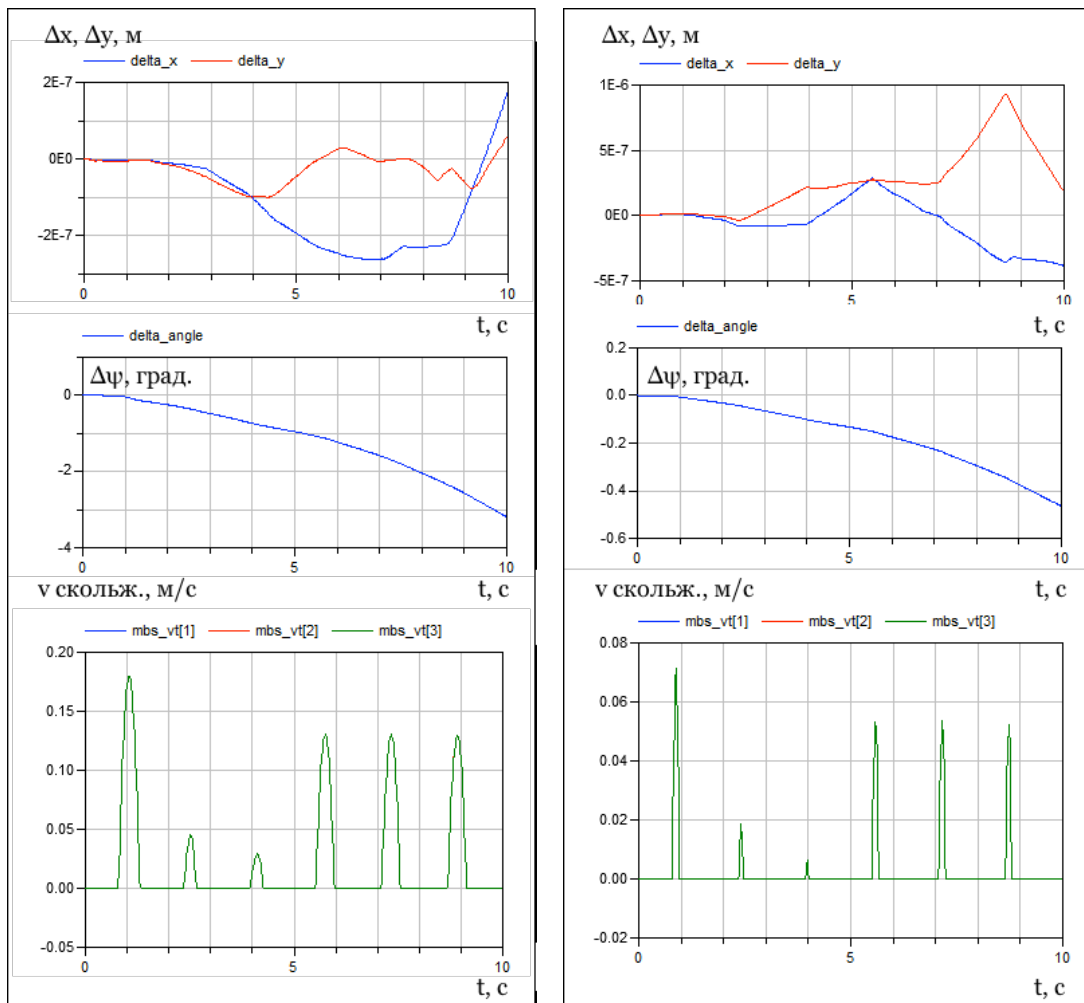 Δx, Δy, м
delta_x delta_y
2E-7
0E0
-2E-7
0 5 10
t, с
delta_angle
Δψ, град.
0
-2
-4
0 5 10
t, с
v скольж., м/с
mbs_vt[1] mbs_vt[2] mbs_vt[3]
0.20
0.15
0.10
0.05
0.00
-0.05
0 5 10
t, с
Δx, Δy, м
delta_x delta_y
1E-6
5E-7
0E0
-5E-7
0 5 10
t, с
delta_angle
0.2
Δψ, град.
0.0
-0.2
-0.4
-0.6
0 5 10
t, с
v скольж., м/с
mbs_vt[1] mbs_vt[2] mbs_vt[3]
0.08
0.06
0.04
0.02
0.00
-0.02
0 5 10
t, с